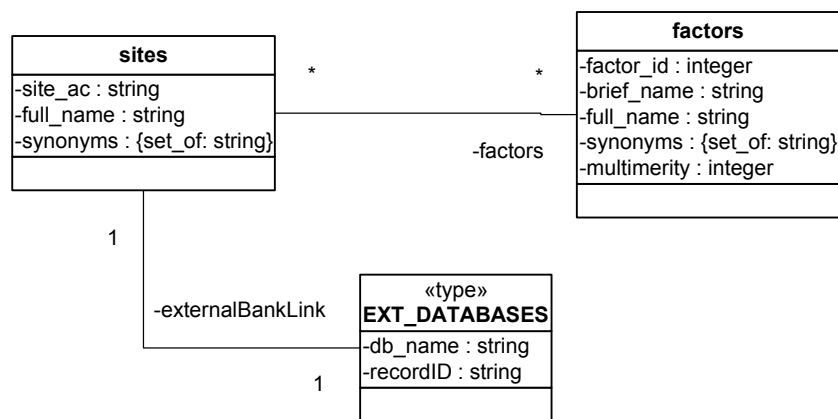 sites
-site_ac : string
-full_name : string
-synonyms : {set_of: string}
*
*
-factors
factors
-factor_id : integer
-brief_name : string
-full_name : string
-synonyms : {set_of: string}
-multimerity : integer
1
-externalBankLink
1
«type»
EXT_DATABASES
-db_name : string
-recordID : string